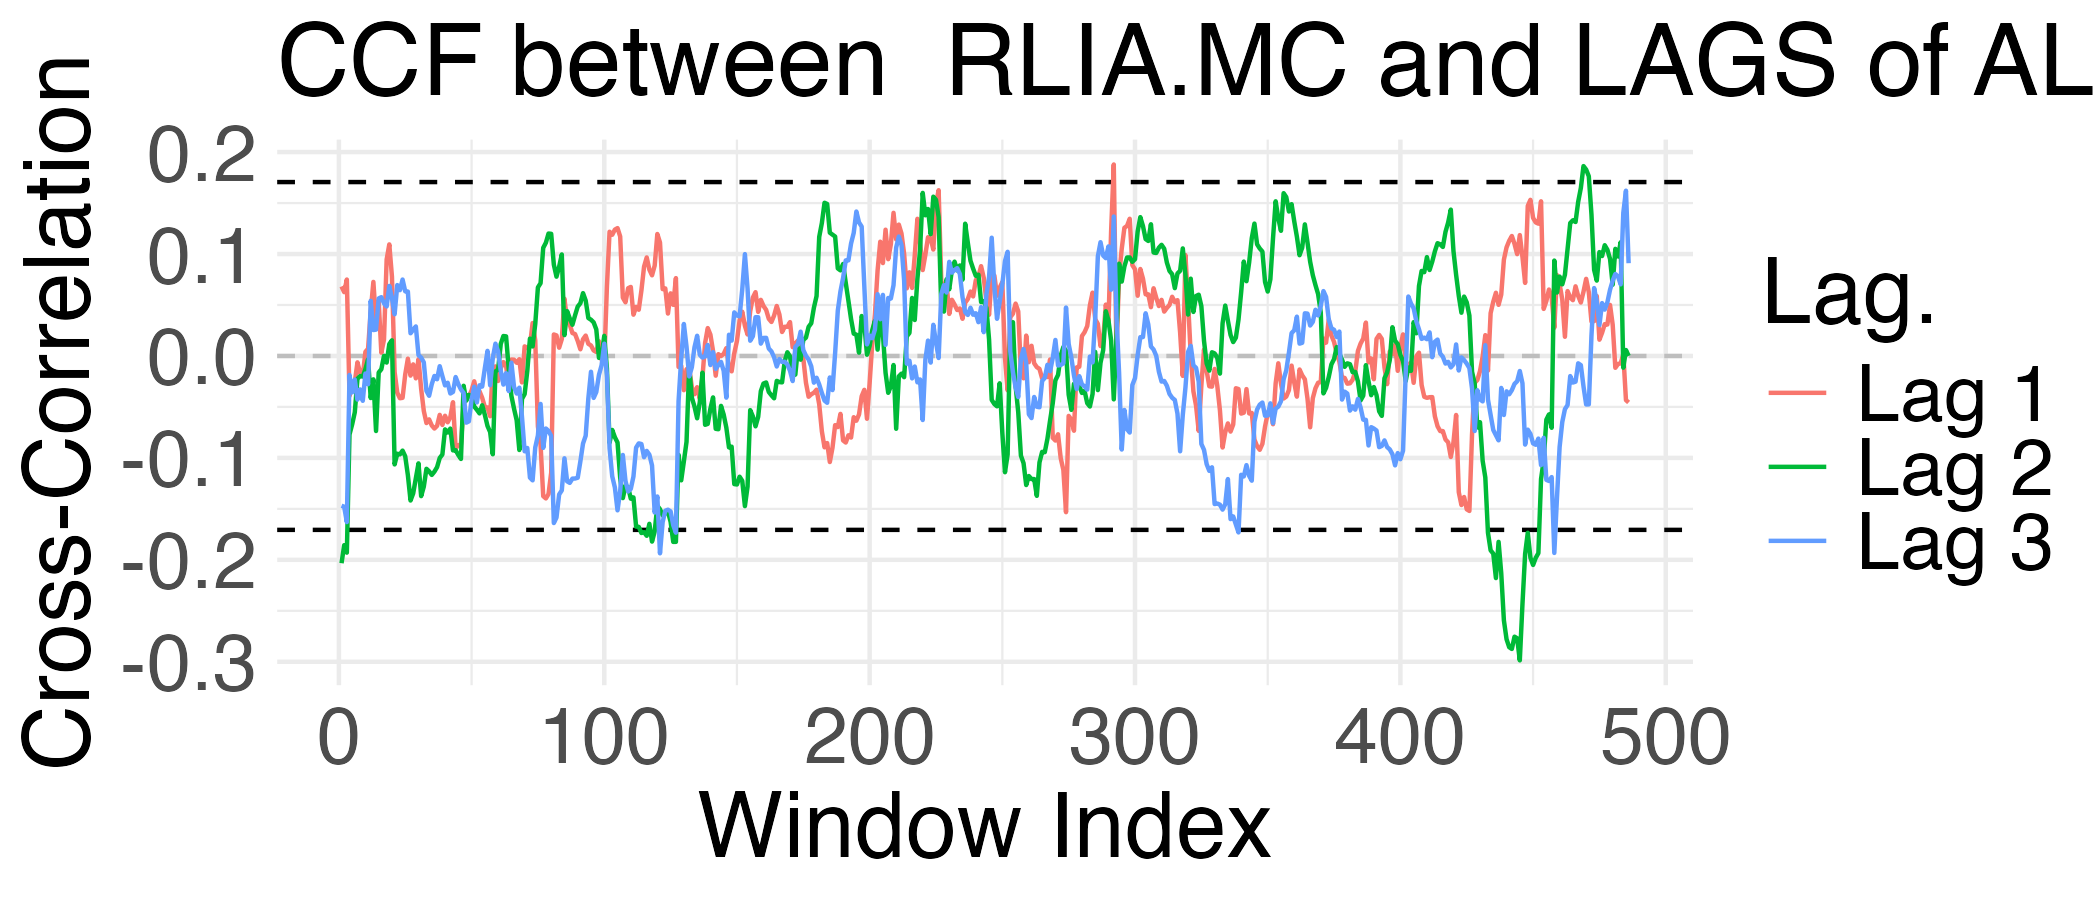 CCF between  RLIA.MC and LAGS of AL
Cross-Correlation
0.2
0.1
0.0
-0.1
-0.2
-0.3
0 100 200 300 400 500
Window Index
Lag.
Lag 1
Lag 2
Lag 3